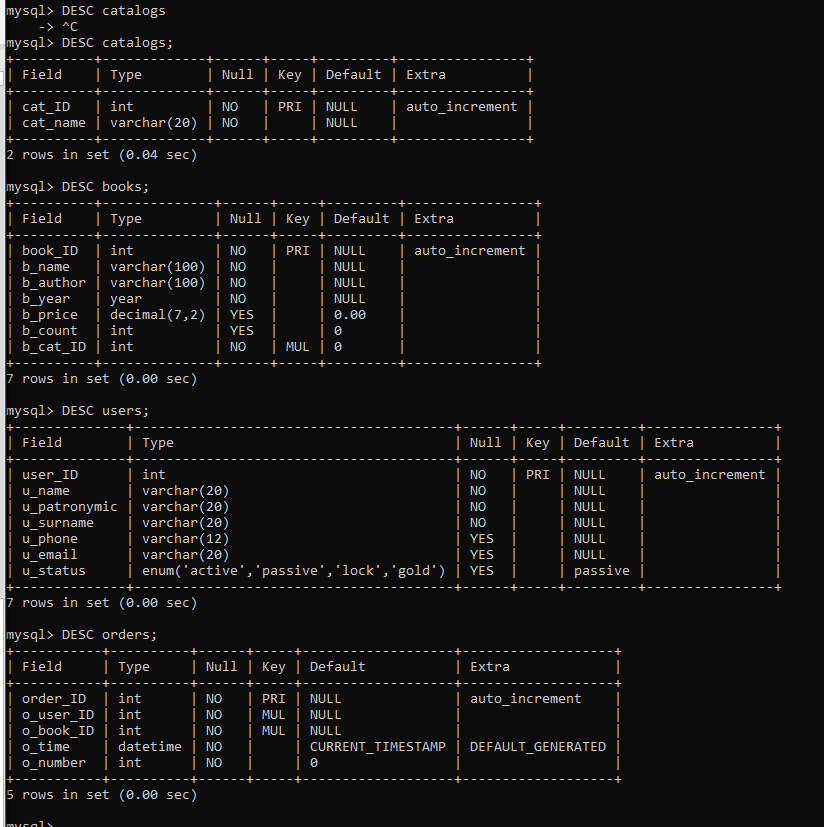 mysql> DESC catalogs
    -> ^C
mysql> DESC catalogs;
+----------+-------------+------+-----+---------+----------------+
| Field    | Type        | Null | Key | Default | Extra          |
+----------+-------------+------+-----+---------+----------------+
| cat_ID   | int         | NO   | PRI | NULL    | auto_increment |
| cat_name | varchar(20) | NO   |     | NULL    |                |
+----------+-------------+------+-----+---------+----------------+
2 rows in set (0.04 sec)

mysql> DESC books;
+----------+--------------+------+-----+---------+----------------+
| Field    | Type         | Null | Key | Default | Extra          |
+----------+--------------+------+-----+---------+----------------+
| book_ID  | int          | NO   | PRI | NULL    | auto_increment |
| b_name   | varchar(100) | NO   |     | NULL    |                |
| b_author | varchar(100) | NO   |     | NULL    |                |
| b_year   | year         | NO   |     | NULL    |                |
| b_price  | decimal(7,2) | YES  |     | 0.00    |                |
| b_count  | int          | YES  |     | 0       |                |
| b_cat_ID | int          | NO   | MUL | 0       |                |
+----------+--------------+------+-----+---------+----------------+
7 rows in set (0.00 sec)

mysql> DESC users;
+--------------+----------------------------------------+------+-----+---------+----------------+
| Field        | Type                                   | Null | Key | Default | Extra          |
+--------------+----------------------------------------+------+-----+---------+----------------+
| user_ID      | int                                    | NO   | PRI | NULL    | auto_increment |
| u_name       | varchar(20)                            | NO   |     | NULL    |                |
| u_patronymic | varchar(20)                            | NO   |     | NULL    |                |
| u_surname    | varchar(20)                            | NO   |     | NULL    |                |
| u_phone      | varchar(12)                            | YES  |     | NULL    |                |
| u_email      | varchar(20)                            | YES  |     | NULL    |                |
| u_status     | enum('active','passive','lock','gold') | YES  |     | passive |                |
+--------------+----------------------------------------+------+-----+---------+----------------+
7 rows in set (0.00 sec)

mysql> DESC orders;
+-----------+----------+------+-----+-------------------+-------------------+
| Field     | Type     | Null | Key | Default           | Extra             |
+-----------+----------+------+-----+-------------------+-------------------+
| order_ID  | int      | NO   | PRI | NULL              | auto_increment    |
| o_user_ID | int      | NO   | MUL | NULL              |                   |
| o_book_ID | int      | NO   | MUL | NULL              |                   |
| o_time    | datetime | NO   |     | CURRENT_TIMESTAMP | DEFAULT_GENERATED |
| o_number  | int      | NO   |     | 0                 |                   |
+-----------+----------+------+-----+-------------------+-------------------+
5 rows in set (0.00 sec)

mysql>